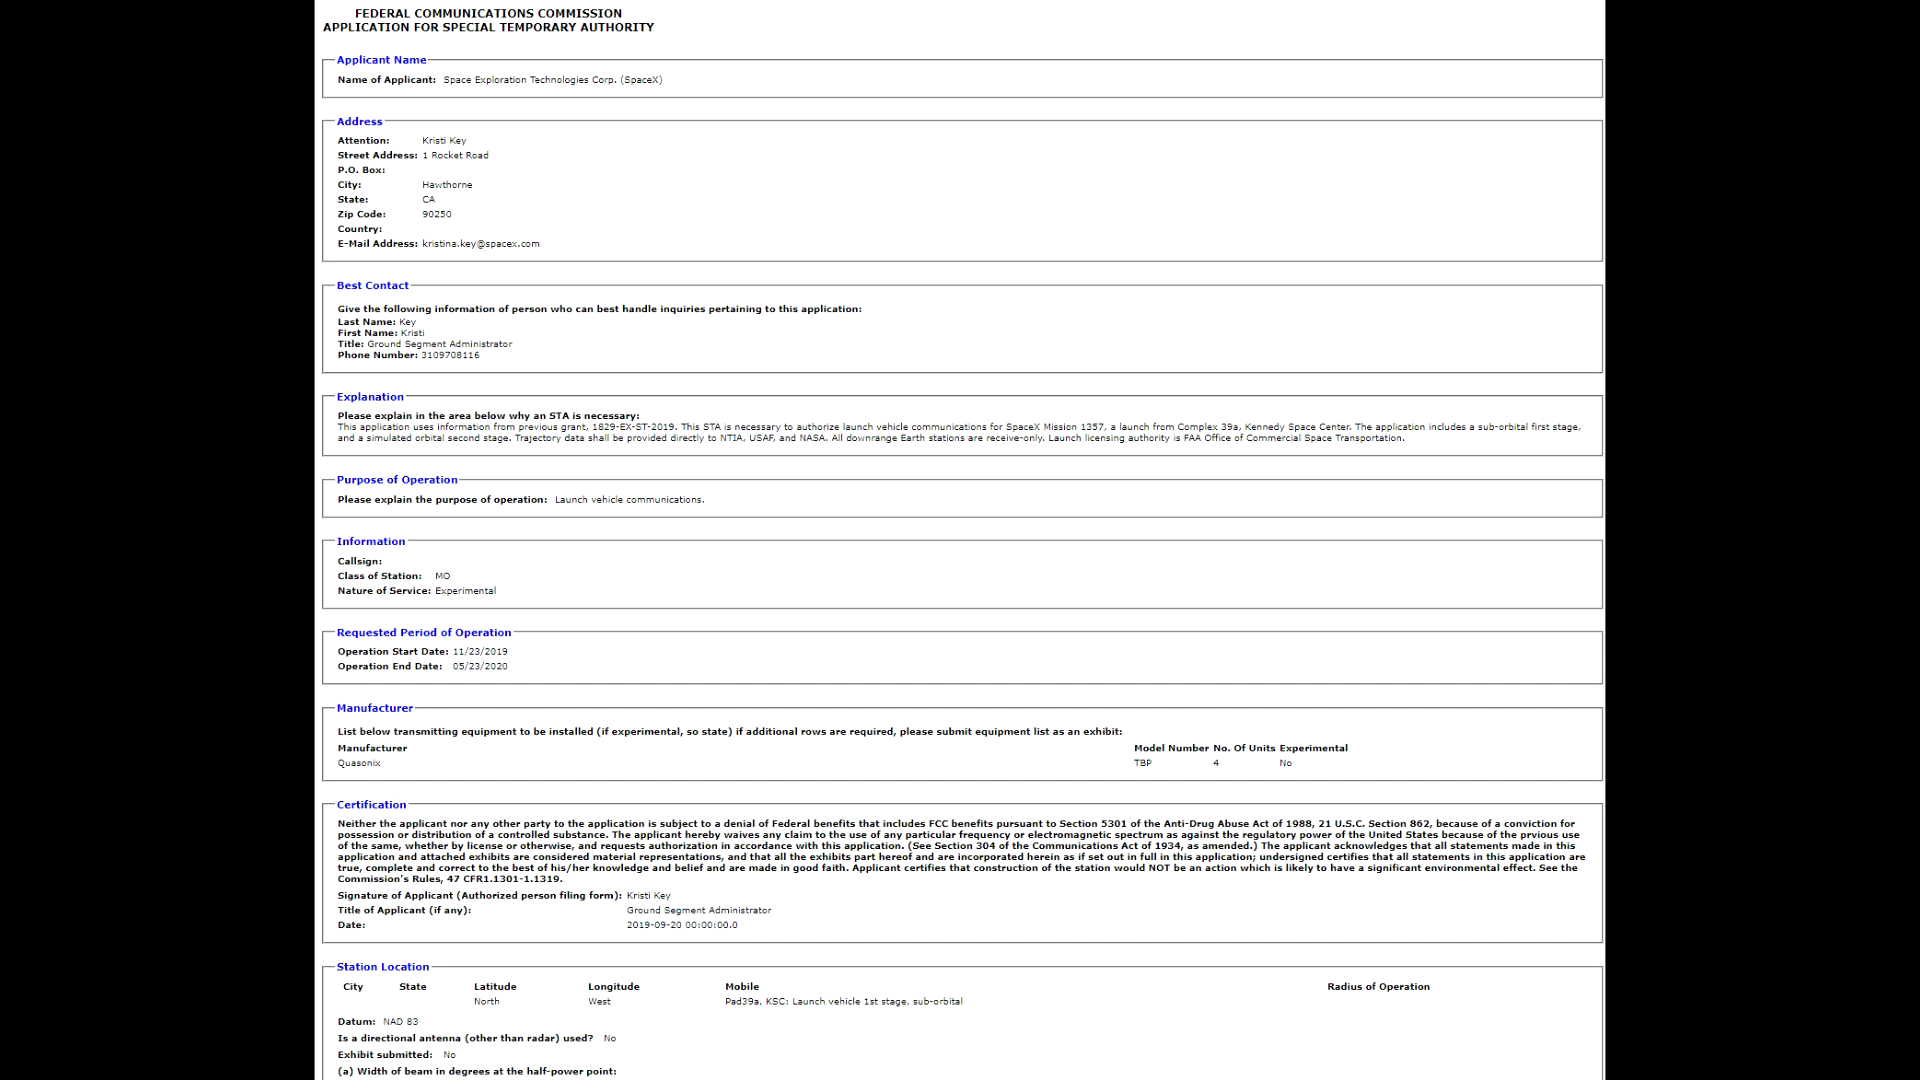 FEDERAL COMMUNICATIONS COMMISSION
APPLICATION FOR SPECIAL TEMPORARY AUTHORITY
Applicant Name
Name of Applicant: Space Exploration Technologies Corp. (SpaceX)
Address
Attention: Kristi Key
Street Address: 1 Rocket Road
P.O. Box:
City: Hawthorne
State: CA
Zip Code: 90250
Country:
E-Mail Address: kristina.key@spacex.com
Best Contact
Give the following information of person who can best handle inquiries pertaining to this application:
Last Name: Key
First Name: Kristi
Title: Ground Segment Administrator
Phone Number: 3109708116
Explanation
Please explain in the area below why an STA is necessary:
This application uses information from previous grant, 1829-EX-ST-2019. This STA is necessary to authorize launch vehicle communications for SpaceX Mission 1357, a launch from Complex 39a, Kennedy Space Center. The application includes a sub-orbital first stage,
and a simulated orbital second stage. Trajectory data shall be provided directly to NTIA, USAF, and NASA. All downrange Earth stations are receive-only. Launch licensing authority is FAA Office of Commercial Space Transportation.
Purpose of Operation
Please explain the purpose of operation: Launch vehicle communications.
Information
Callsign:
Class of Station: MO
Nature of Service: Experimental
Requested Period of Operation
Operation Start Date: 11/23/2019
Operation End Date: 05/23/2020
Manufacturer
List below transmitting equipment to be installed (if experimental, so state) if additional rows are required, please submit equipment list as an exhibit:
Manufacturer Model Number No. Of Units Experimental
Quasonix TBP 4 No
Certification
Neither the applicant nor any other party to the application is subject to a denial of Federal benefits that includes FCC benefits pursuant to Section 5301 of the Anti-Drug Abuse Act of 1988, 21 U.S.C. Section 862, because of a conviction for
possession or distribution of a controlled substance. The applicant hereby waives any claim to the use of any particular frequency or electromagnetic spectrum as against the regulatory power of the United States because of the prvious use
of the same, whether by license or otherwise, and requests authorization in accordance with this application. (See Section 304 of the Communications Act of 1934, as amended.) The applicant acknowledges that all statements made in this
application and attached exhibits are considered material representations, and that all the exhibits part hereof and are incorporated herein as if set out in full in this application; undersigned certifies that all statements in this application are
true, complete and correct to the best of his/her knowledge and belief and are made in good faith. Applicant certifies that construction of the station would NOT be an action which is likely to have a significant environmental effect. See the
Commission's Rules, 47 CFR1.1301-1.1319.
Signature of Applicant (Authorized person filing form): Kristi Key
Title of Applicant (if any): Ground Segment Administrator
Date: 2019-09-20 00:00:00.0
Station Location
City State Latitude Longitude Mobile Radius of Operation
North West Pad39a, KSC: Launch vehicle 1st stage, sub-orbital
Datum: NAD 83
Is a directional antenna (other than radar) used? No
Exhibit submitted: No
(a) Width of beam in degrees at the half-power point: